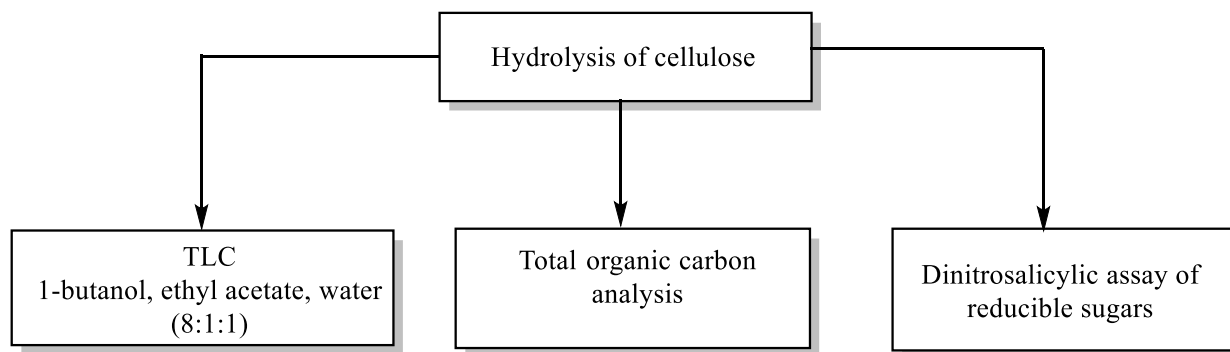 Hydrolysis of cellulose
TLC
1-butanol, ethyl acetate, water
(8:1:1)
Total organic carbon
analysis
Dinitrosalicylic assay of
reducible sugars